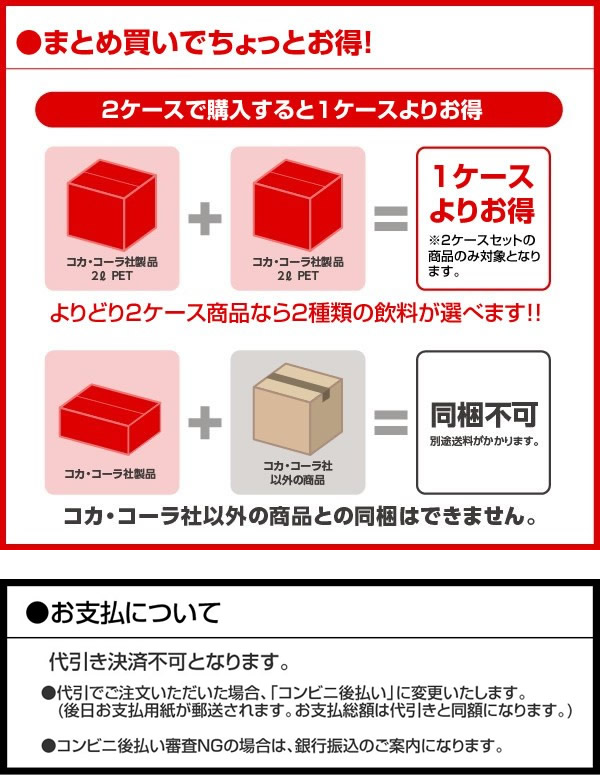 ●まとめ買いでちょっとお得!
2ケースで購入すると1ケースよりお得
コカ・コーラ社製品
2ℓ PET
+
コカ・コーラ社製品
2ℓ PET
=
1ケース
よりお得
※2ケースセットの
商品のみ対象となり
ます。
よりどり2ケース商品なら2種類の飲料が選べます!!
コカ・コーラ社製品
+
コカ・コーラ社
以外の商品
=
同梱不可
別途送料がかかります。
コカ・コーラ社以外の商品との同梱はできません。
●お支払について
代引き決済不可となります。
●代引でご注文いただいた場合、「コンビニ後払い」に変更いたします。
(後日お支払用紙が郵送されます。お支払総額は代引きと同額になります。)
●コンビニ後払い審査NGの場合は、銀行振込のご案内になります。